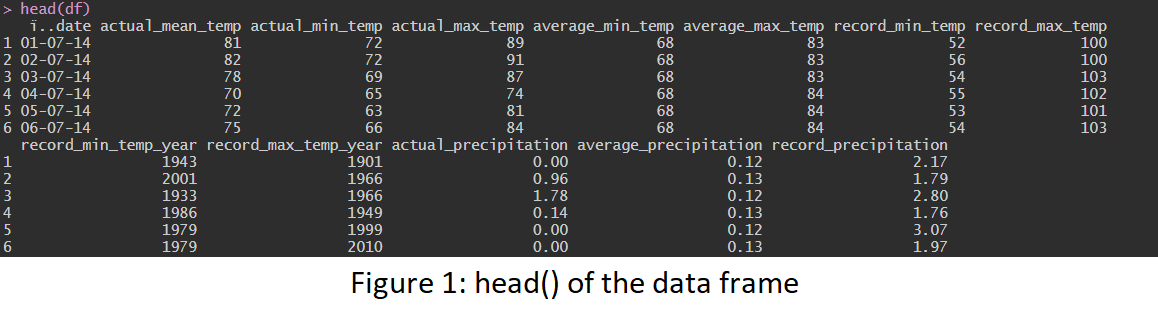 > head(df)
ï..date actual_mean_temp actual_min_temp actual_max_temp average_min_temp average_max_temp record_min_temp record_max_temp
1 01-07-14 81 72 89 68 83 52 100
2 02-07-14 82 72 91 68 83 56 100
3 03-07-14 78 69 87 68 83 54 103
4 04-07-14 70 65 74 68 84 55 102
5 05-07-14 72 63 81 68 84 53 101
6 06-07-14 75 66 84 68 84 54 103
record_min_temp_year record_max_temp_year actual_precipitation average_precipitation record_precipitation
1 1943 1901 0.00 0.12 2.17
2 2001 1966 0.96 0.13 1.79
3 1933 1966 1.78 0.12 2.80
4 1986 1949 0.14 0.13 1.76
5 1979 1999 0.00 0.12 3.07
6 1979 2010 0.00 0.13 1.97
Figure 1: head() of the data frame